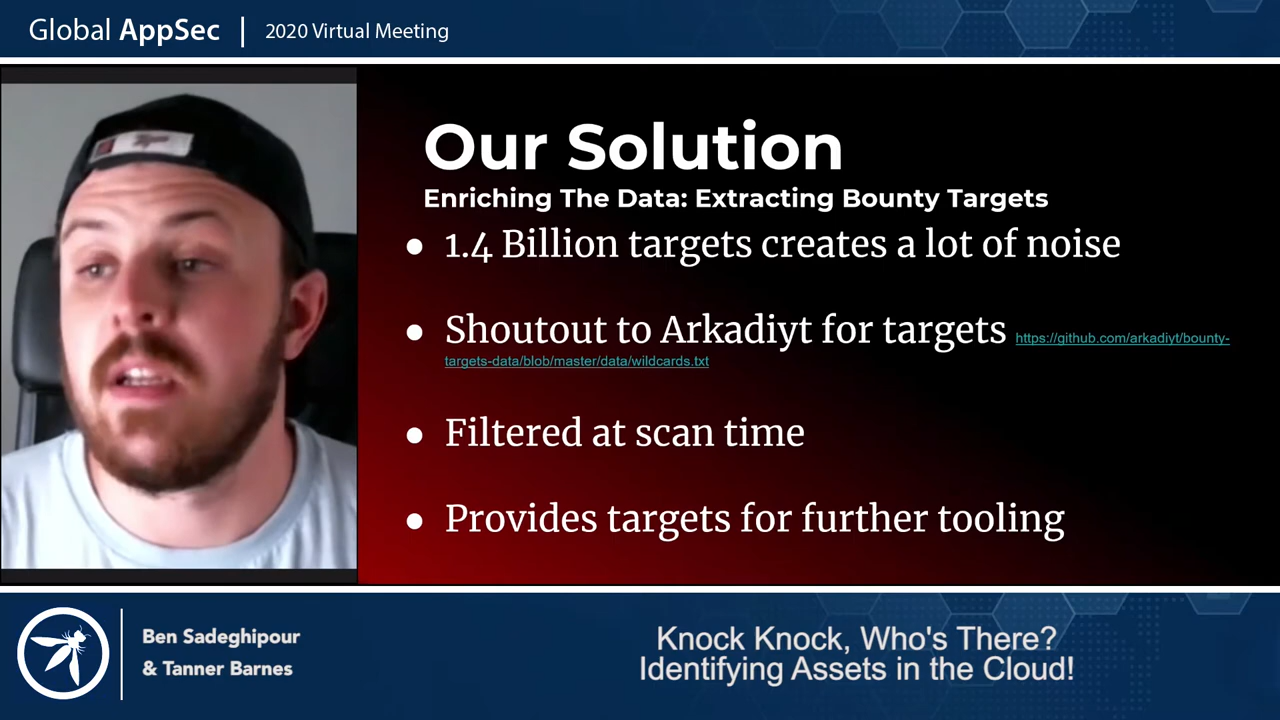 Global AppSec | 2020 Virtual Meeting
Our Solution
Enriching The Data: Extracting Bounty Targets
● 1.4 Billion targets creates a lot of noise
● Shoutout to Arkadiyt for targets https://github.com/arkadiyt/bounty-
targets-data/blob/master/data/wildcards.txt
● Filtered at scan time
● Provides targets for further tooling
Ben Sadeghipour
& Tanner Barnes
Knock Knock, Who's There?
Identifying Assets in the Cloud!